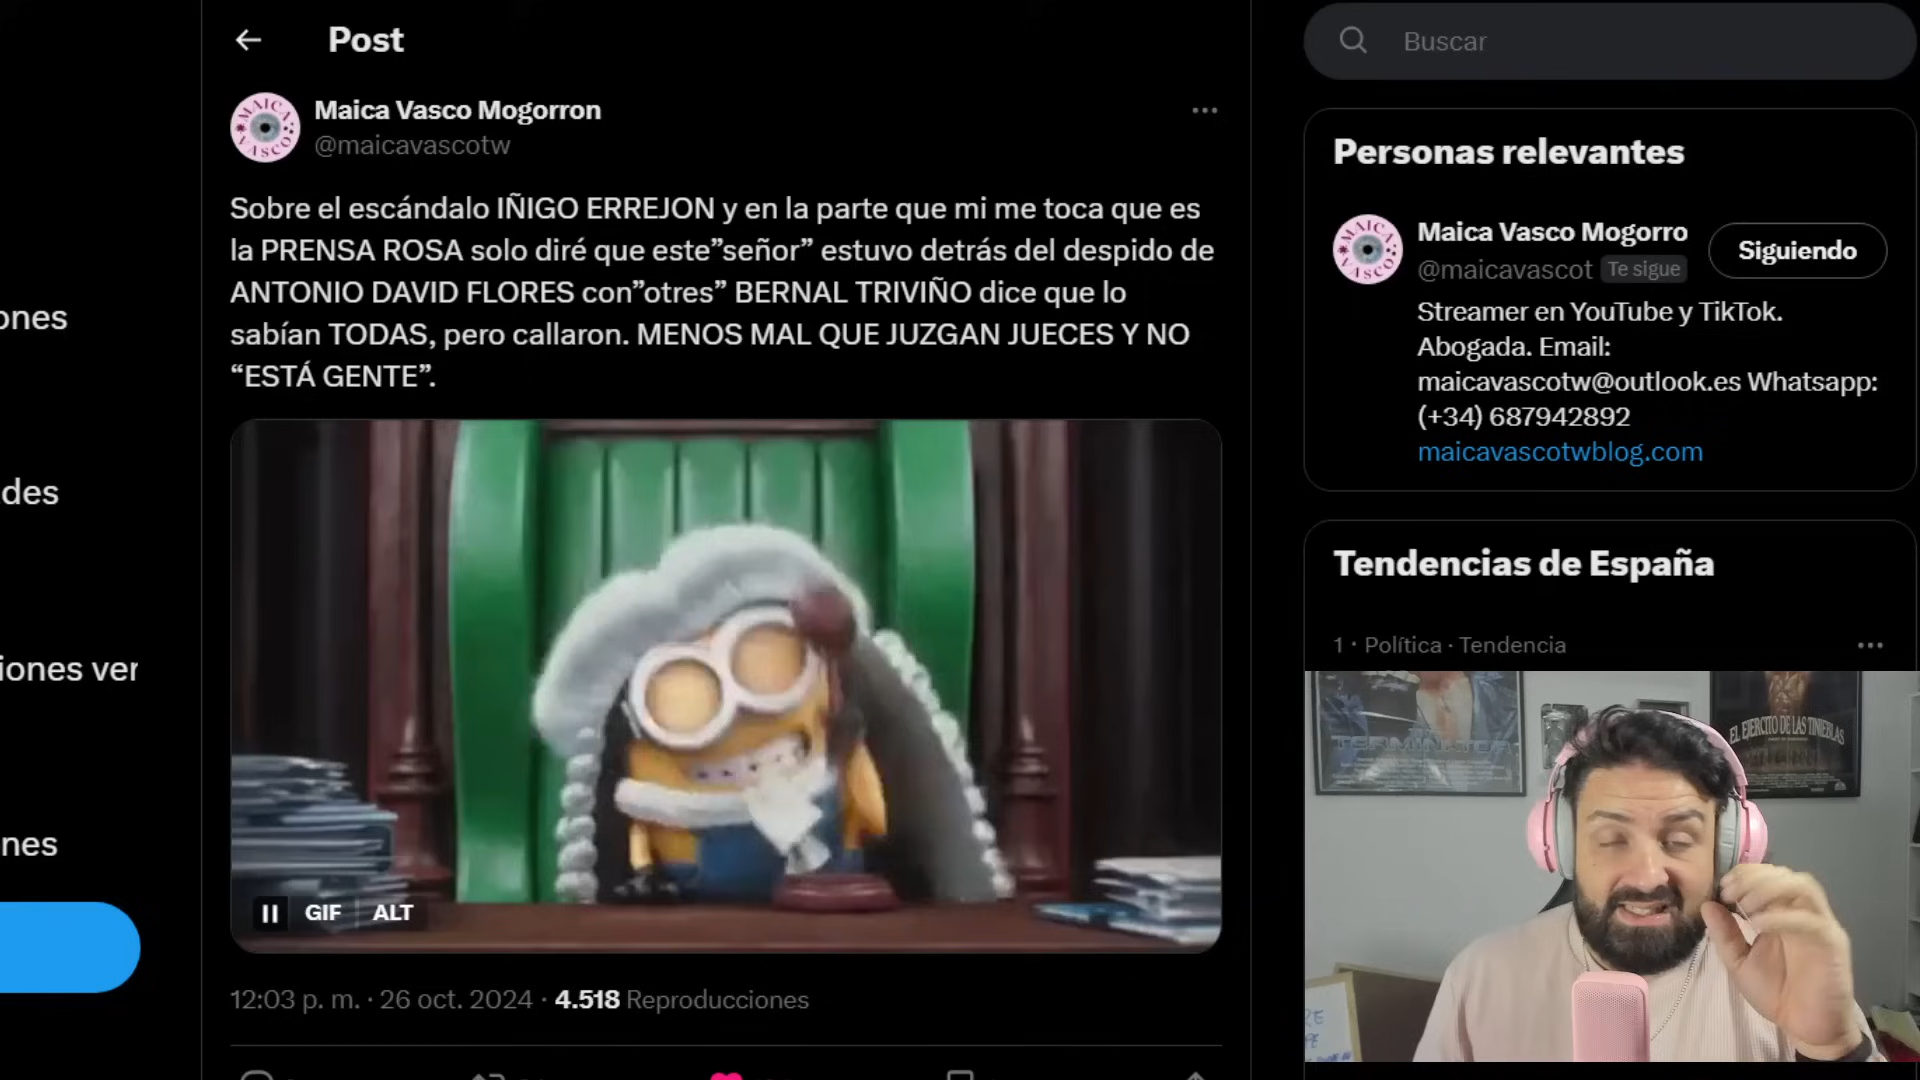 Post
Buscar
MAICA VASCO
Maica Vasco Mogorron
@maicavascotw
Sobre el escándalo IÑIGO ERREJON y en la parte que mi me toca que es
la PRENSA ROSA solo diré que este”señor” estuvo detrás del despido de
ANTONIO DAVID FLORES con”otres” BERNAL TRIVIÑO dice que lo
sabían TODAS, pero callaron. MENOS MAL QUE JUZGAN JUECES Y NO
“ESTÁ GENTE”.
GIF
ALT
12:03 p. m. · 26 oct. 2024 · 4.518 Reproducciones
ones
des
iones ver
nes
Personas relevantes
MAICA VASCO
Maica Vasco Mogorro
@maicavascot
Te sigue
Siguiendo
Streamer en YouTube y TikTok.
Abogada. Email:
maicavascotw@outlook.es Whatsapp:
(+34) 687942892
maicavascotwblog.com
Tendencias de España
1 · Política · Tendencia
TERMINATOR
EL EJERCITO DE LAS TINIEBLAS